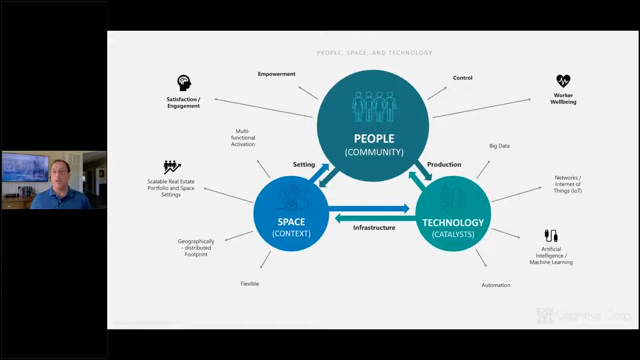 PEOPLE, SPACE, AND TECHNOLOGY
Empowerment
Control
Satisfaction /
Engagement
Worker
Wellbeing
PEOPLE
(COMMUNITY)
Multi-
functional
Activation
Big Data
Setting
Production
Scalable Real Estate
Portfolio and Space
Settings
Networks /
Internet of
Things (IoT)
SPACE
(CONTEXT)
Infrastructure
TECHNOLOGY
(CATALYSTS)
Geographically
- distributed
Footprint
Artificial
Intelligence /
Machine Learning
Flexible
Automation
Cognitive Corp